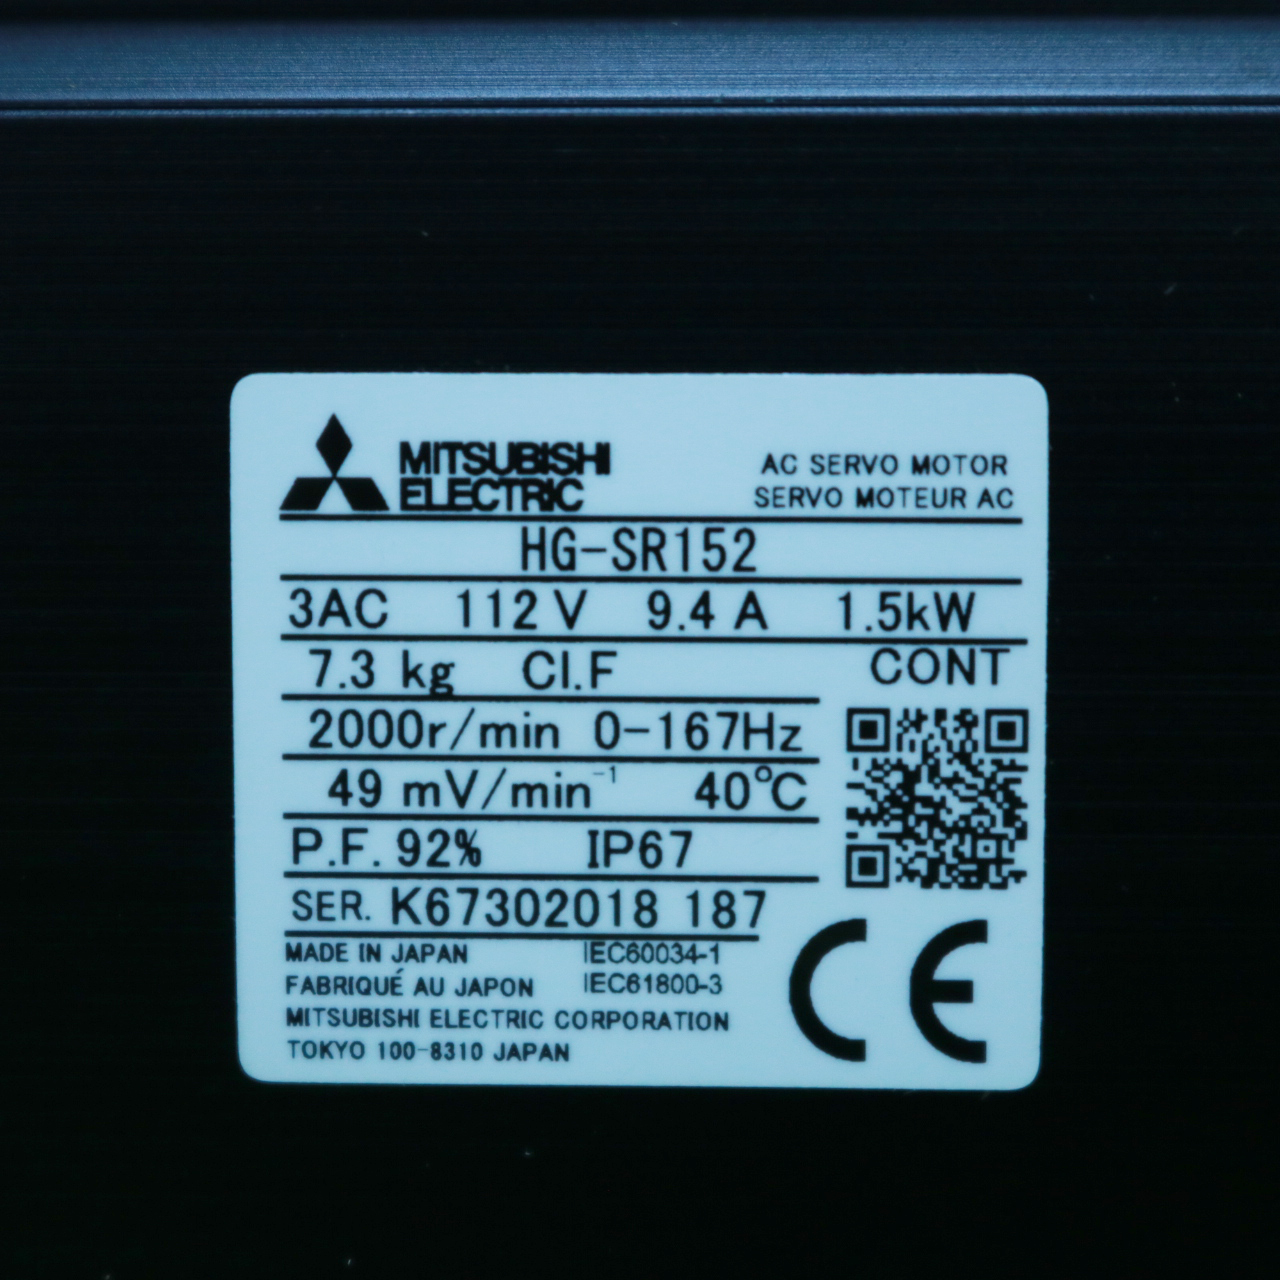 MITSUBISHI
ELECTRIC
AC SERVO MOTOR
SERVO MOTEUR AC
HG-SR152
3AC 112 V 9.4 A 1.5kW
7.3 kg Cl.F CONT
2000r/min 0-167Hz
49 mV/min⁻¹ 40°C
P.F. 92% IP67
SER. K67302018 187
MADE IN JAPAN IEC60034-1
FABRIQUÉ AU JAPON IEC61800-3
MITSUBISHI ELECTRIC CORPORATION
TOKYO 100-8310 JAPAN
CE